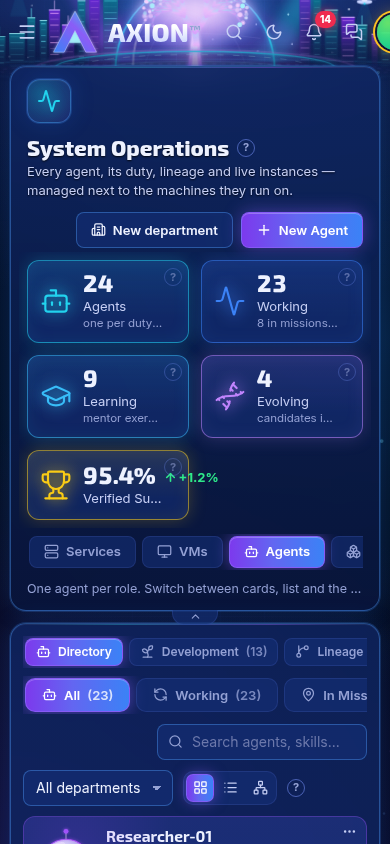 AXION™
14
System Operations ?
Every agent, its duty, lineage and live instances —
managed next to the machines they run on.
New department
New Agent
24 ?
Agents
one per duty...
23 ?
Working
8 in missions...
9 ?
Learning
mentor exer...
4 ?
Evolving
candidates i...
95.4% ? ↑+1.2%
Verified Su...
Services VMs Agents
One agent per role. Switch between cards, list and the ...
Directory Development (13) Lineage
All (23) Working (23) In Miss
Search agents, skills...
All departments ?
Researcher-01 ...